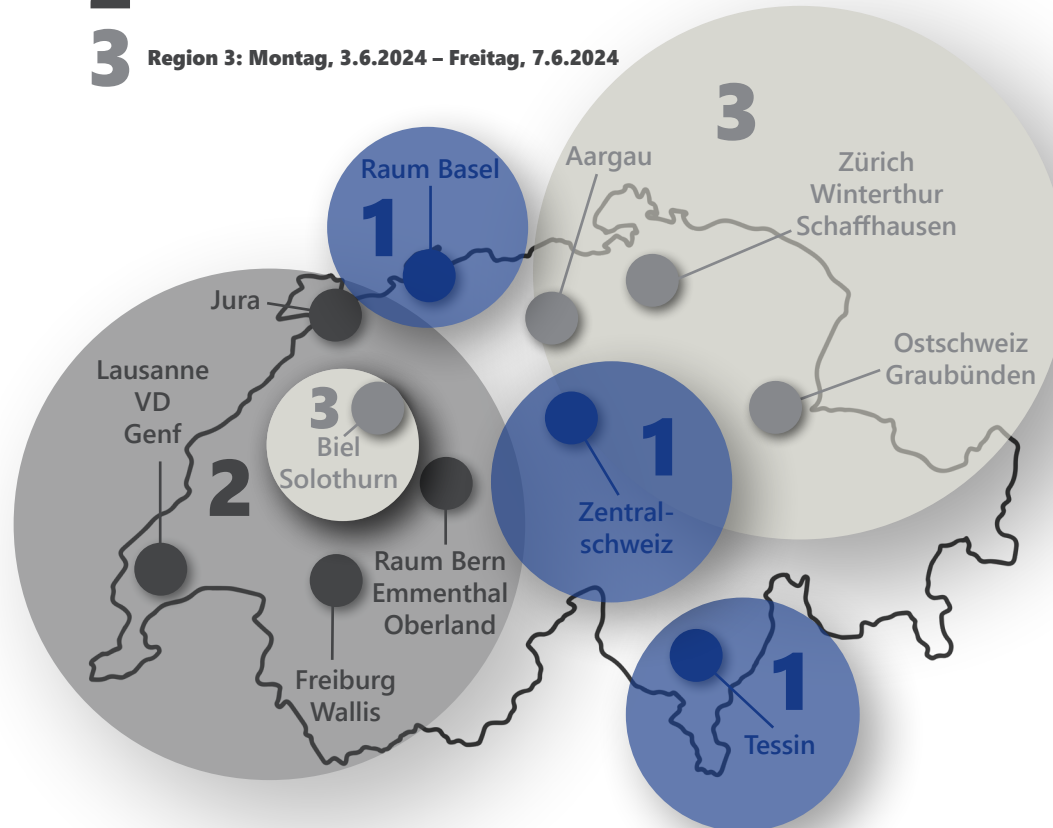 3 Region 3: Montag, 3.6.2024 – Freitag, 7.6.2024
3
Raum Basel
1
Aargau
Zürich
Winterthur
Schaffhausen
Jura
Lausanne
VD
Genf
Ostschweiz
Graubünden
3
Biel
Solothurn
2
1
Zentral-
schweiz
Raum Bern
Emmenthal
Oberland
Freiburg
Wallis
1
Tessin